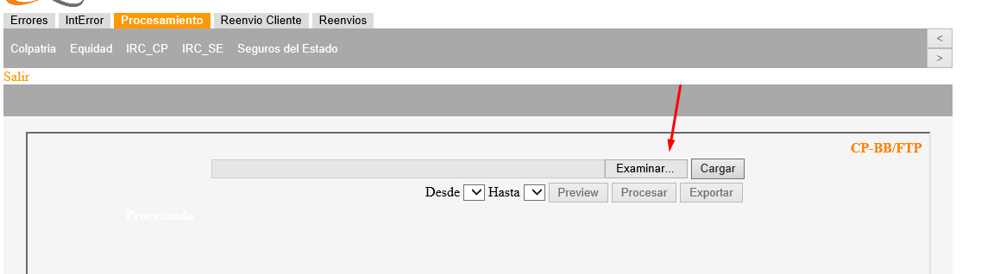 Errores IntError Procesamiento Reenvio Cliente Reenvios
Colpatria Equidad IRC_CP IRC_SE Seguros del Estado
<
>
Salir
CP-BB/FTP
Examinar... Cargar
Desde Hasta Preview Procesar Exportar
Procesando